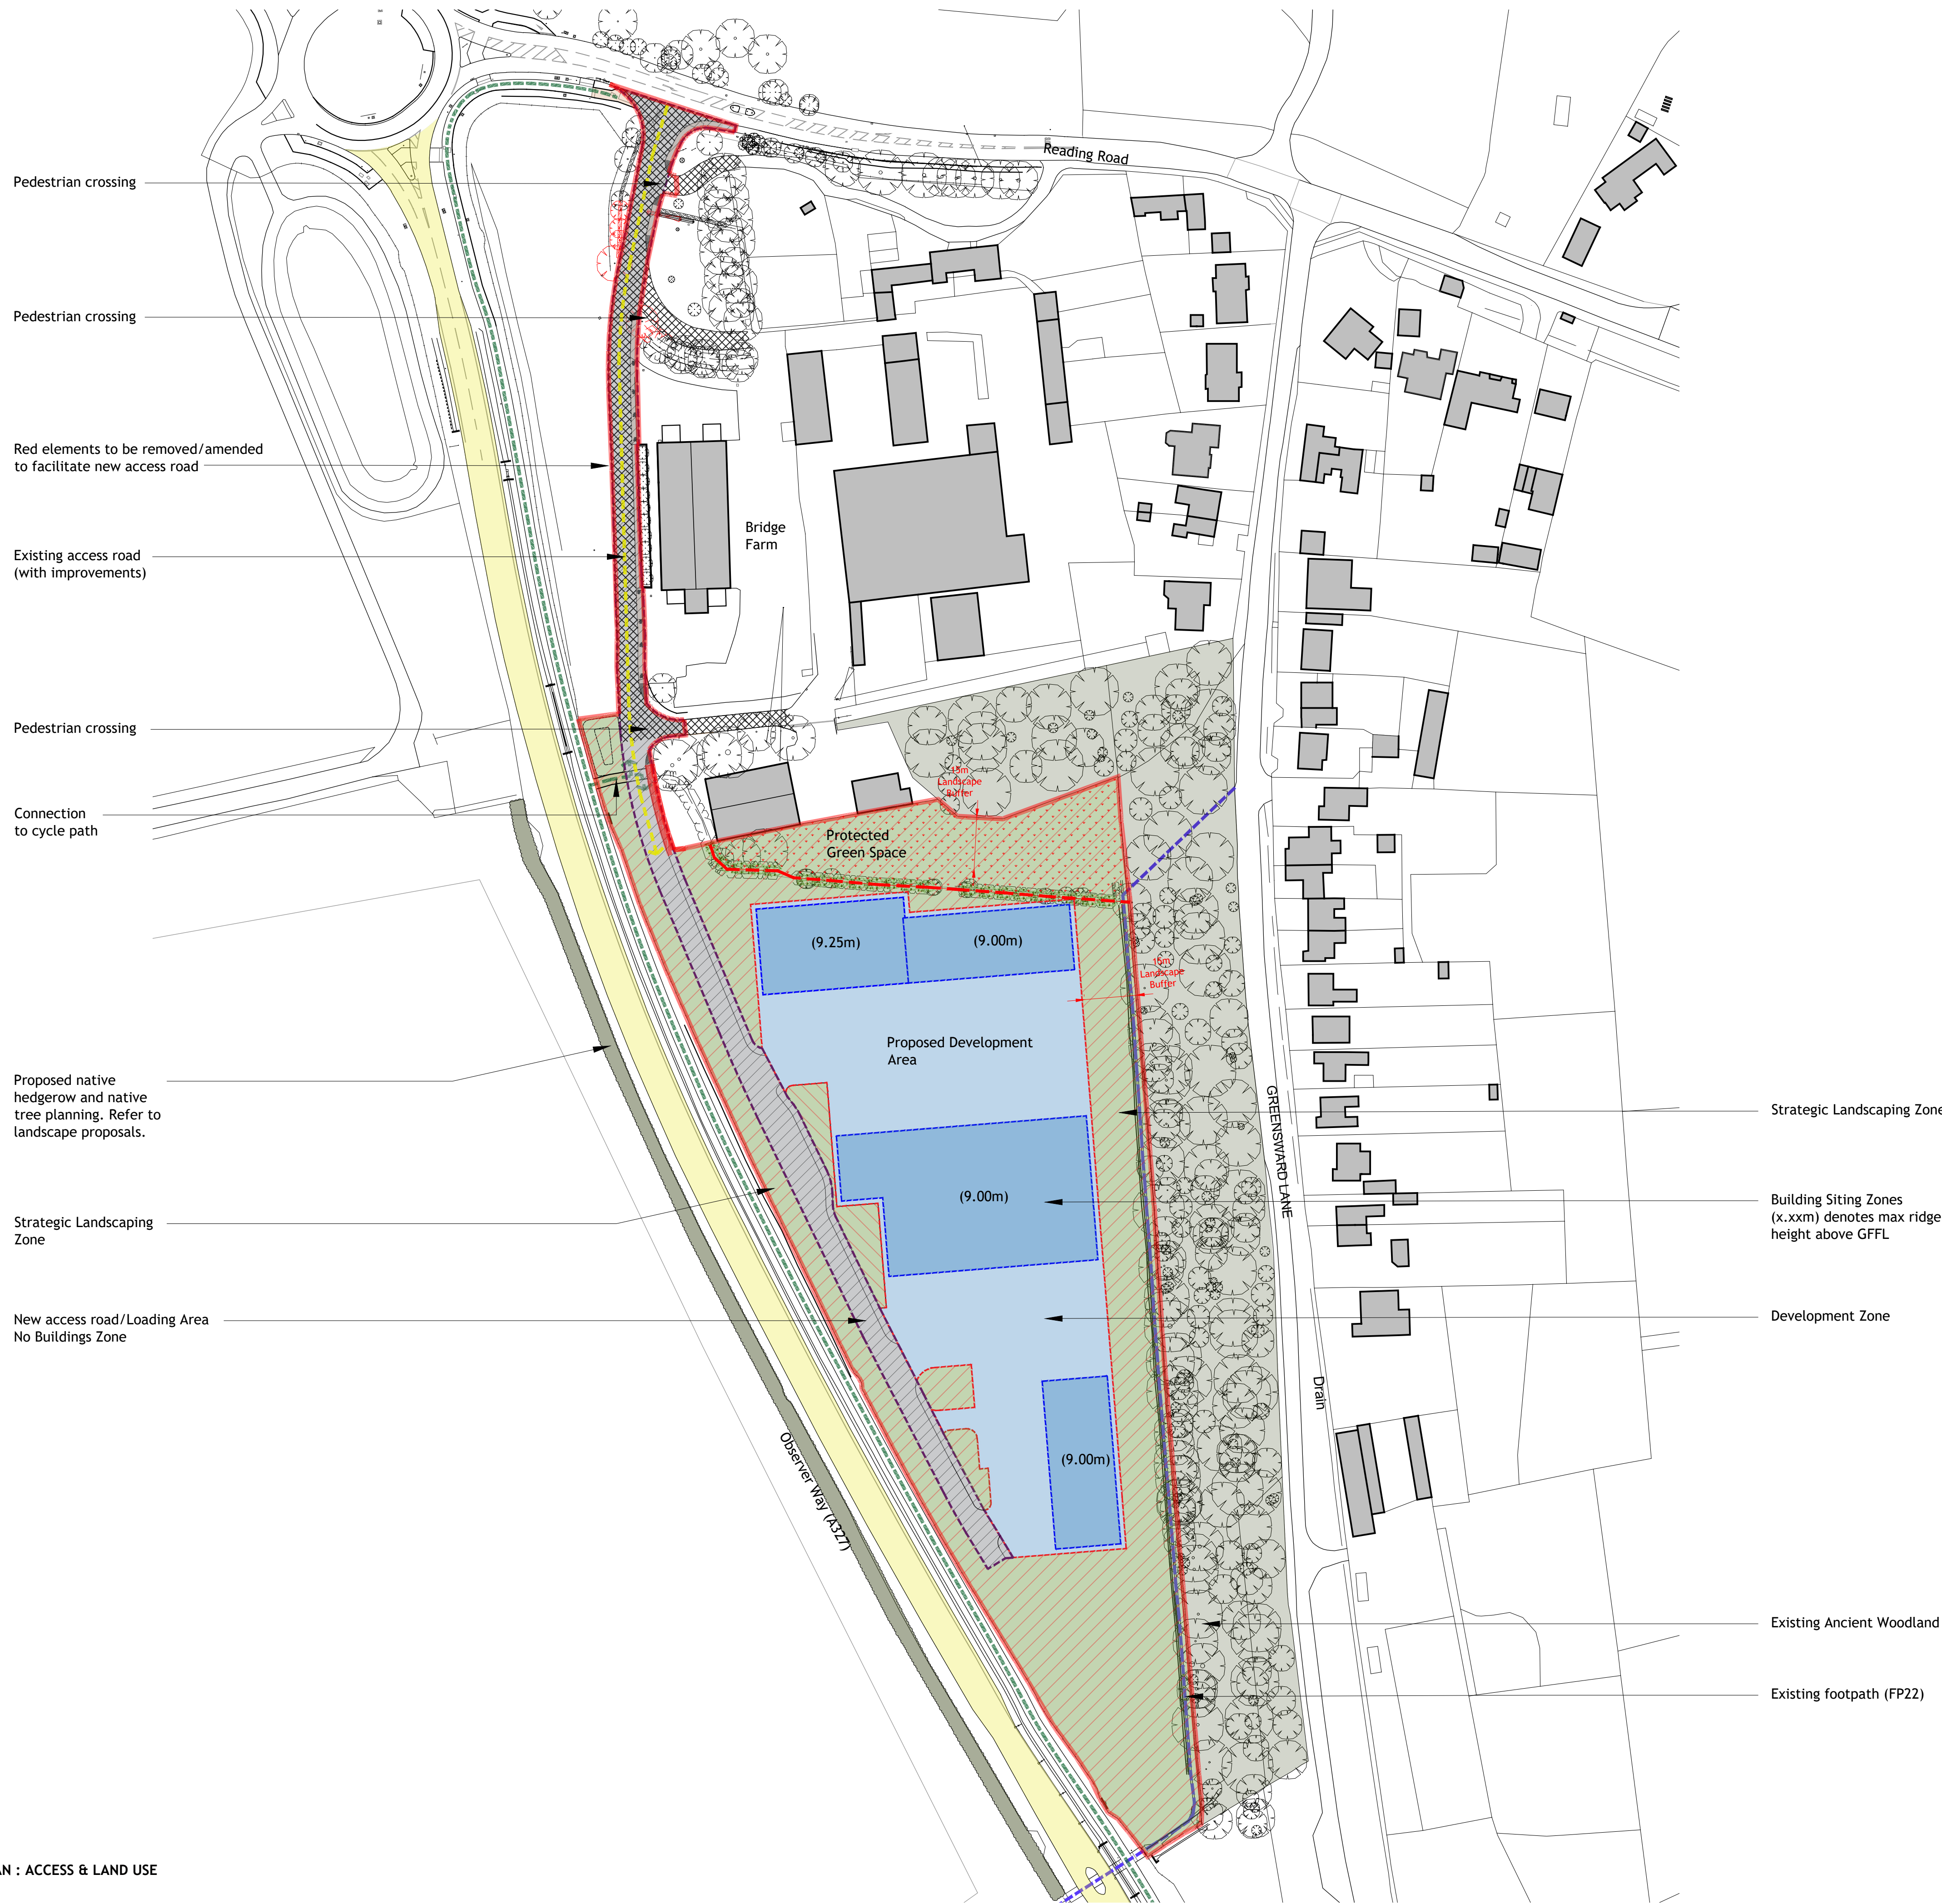 Reading Road
Pedestrian crossing
Pedestrian crossing
Red elements to be removed/amended
to facilitate new access road
Bridge
Farm
Existing access road
(with improvements)
Pedestrian crossing
15m
Landscape
Buffer
Connection
to cycle path
Protected
Green Space
(9.25m)
(9.00m)
15m
Landscape
Buffer
Proposed Development
Area
Proposed native
hedgerow and native
tree planning. Refer to
landscape proposals.
GREENSWARD LANE
Strategic Landscaping Zone
(9.00m)
Building Siting Zones
(x.xxm) denotes max ridge
height above GFFL
Strategic Landscaping
Zone
New access road/Loading Area
No Buildings Zone
Development Zone
Drain
Observer Way (A327)
(9.00m)
Existing Ancient Woodland
Existing footpath (FP22)
AN : ACCESS & LAND USE